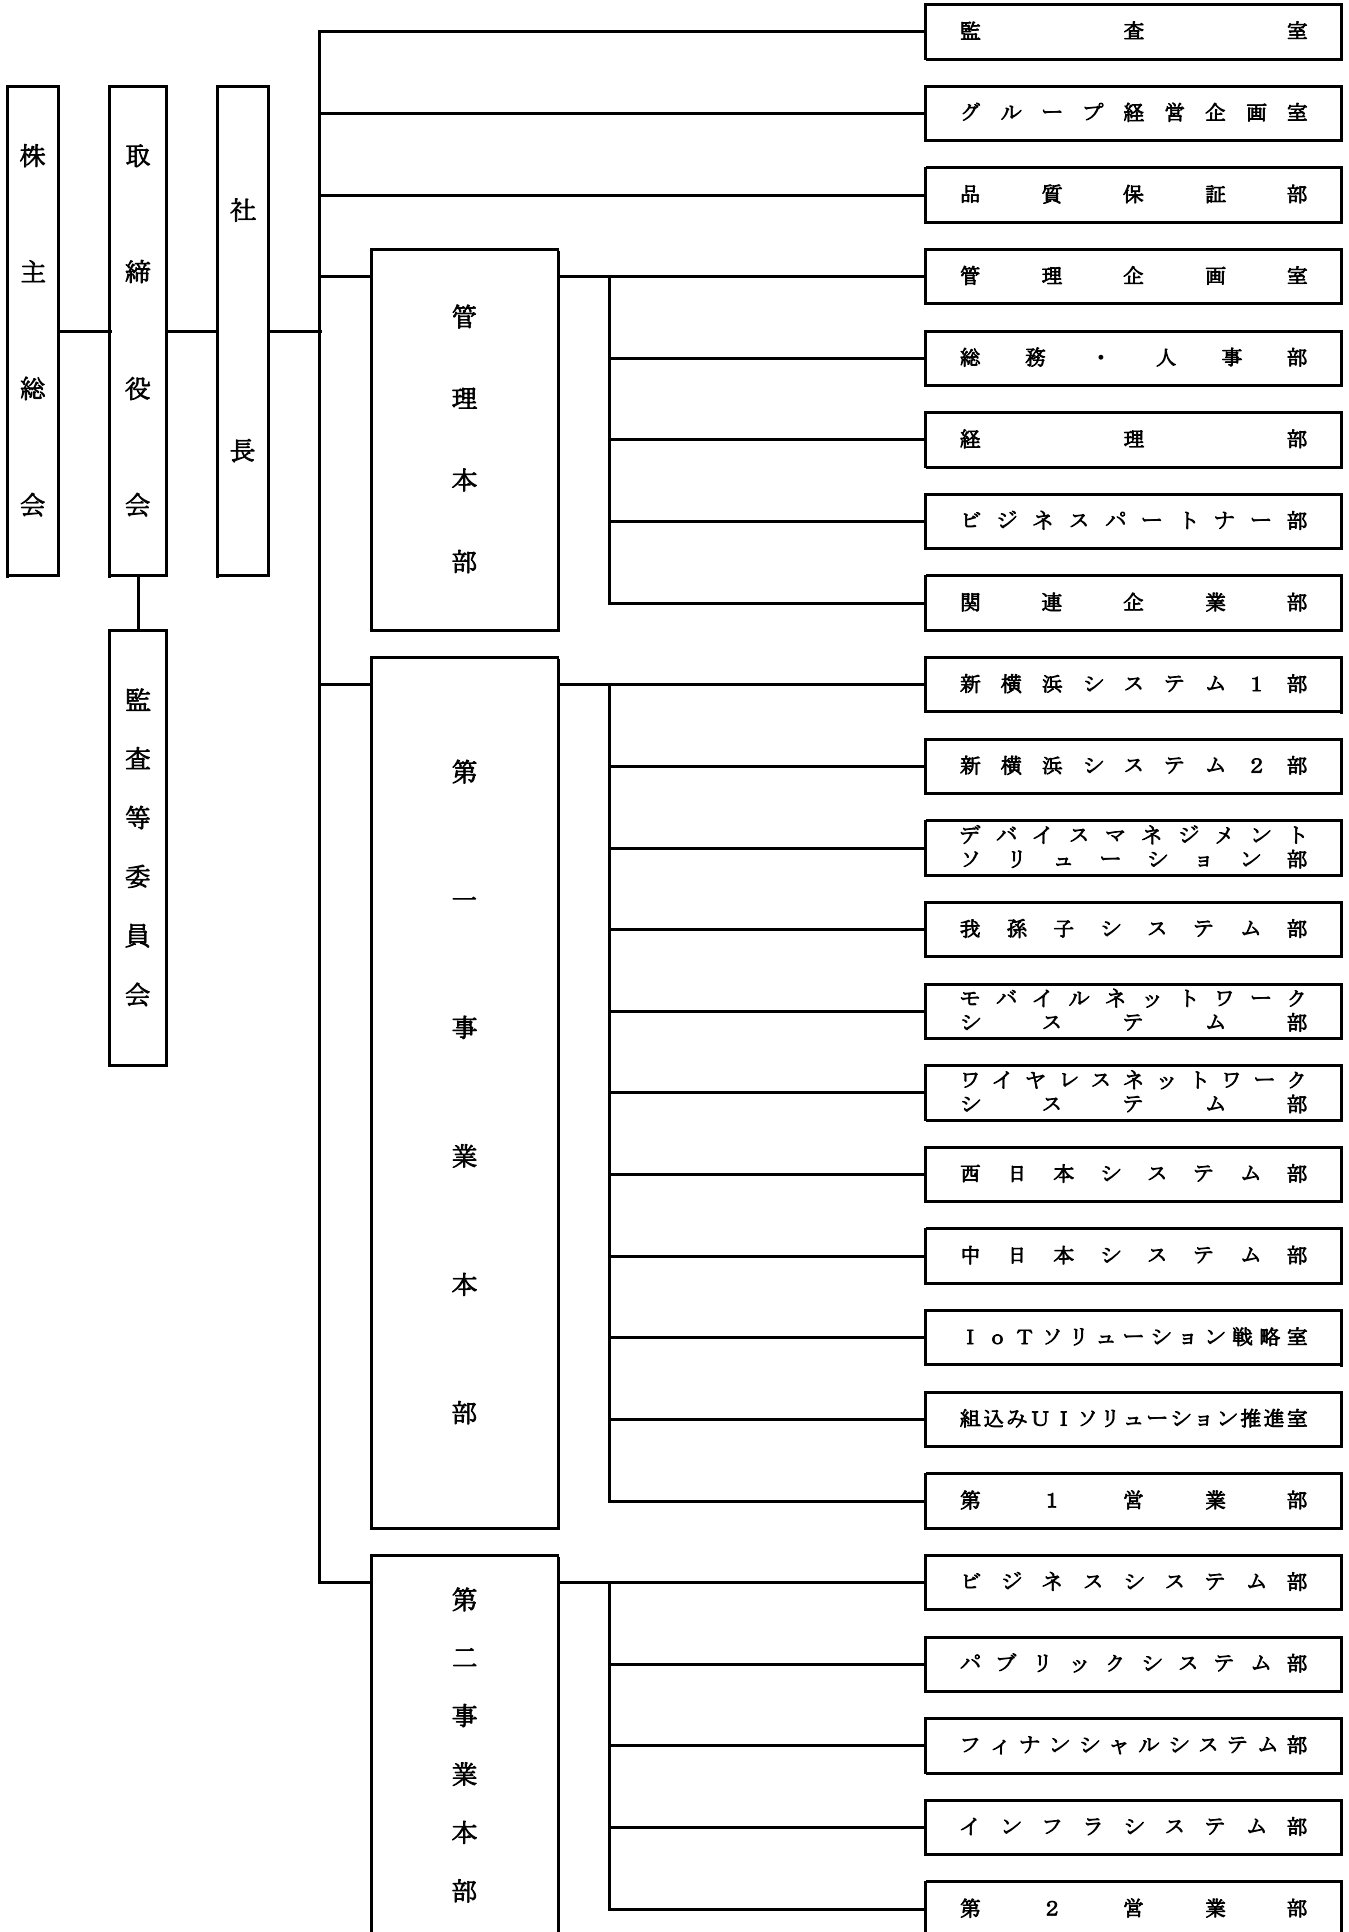 株主総会
取締役会
監査等委員会
社長
監査室
グループ経営企画室
品質保証部
管理本部
管理企画室
総務・人事部
経理部
ビジネスパートナー部
関連企業部
第一事業本部
新横浜システム1部
新横浜システム2部
デバイスマネジメント
ソリューション部
我孫子システム部
モバイルネットワーク
システム部
ワイヤレスネットワーク
システム部
西日本システム部
中日本システム部
IoTソリューション戦略室
組込みUIソリューション推進室
第1営業部
第二事業本部
ビジネスシステム部
パブリックシステム部
フィナンシャルシステム部
インフラシステム部
第2営業部